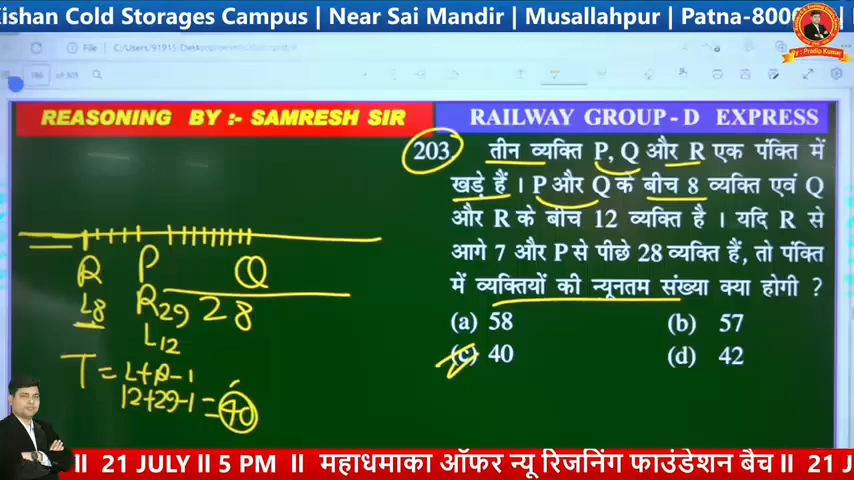 Kishan Cold Storages Campus | Near Sai Mandir | Musallahpur | Patna-800
File
REASONING BY :- SAMRESH SIR
RAILWAY GROUP - D EXPRESS
203. तीन व्यक्ति P, Q और R एक पंक्ति में
खड़े हैं । P और Q के बीच 8 व्यक्ति एवं Q
और R के बीच 12 व्यक्ति है । यदि R से
आगे 7 और P से पीछे 28 व्यक्ति हैं, तो पंक्ति
में व्यक्तियों की न्यूनतम संख्या क्या होगी ?
(a) 58 (b) 57
(c) 40 (d) 42
R P Q
L8 R29 28
L12
T = L+R-1
12+29-1 = 40
II 21 JULY II 5 PM II महाधमाका ऑफर न्यू रिजनिंग फाउंडेशन बैच II 21 J